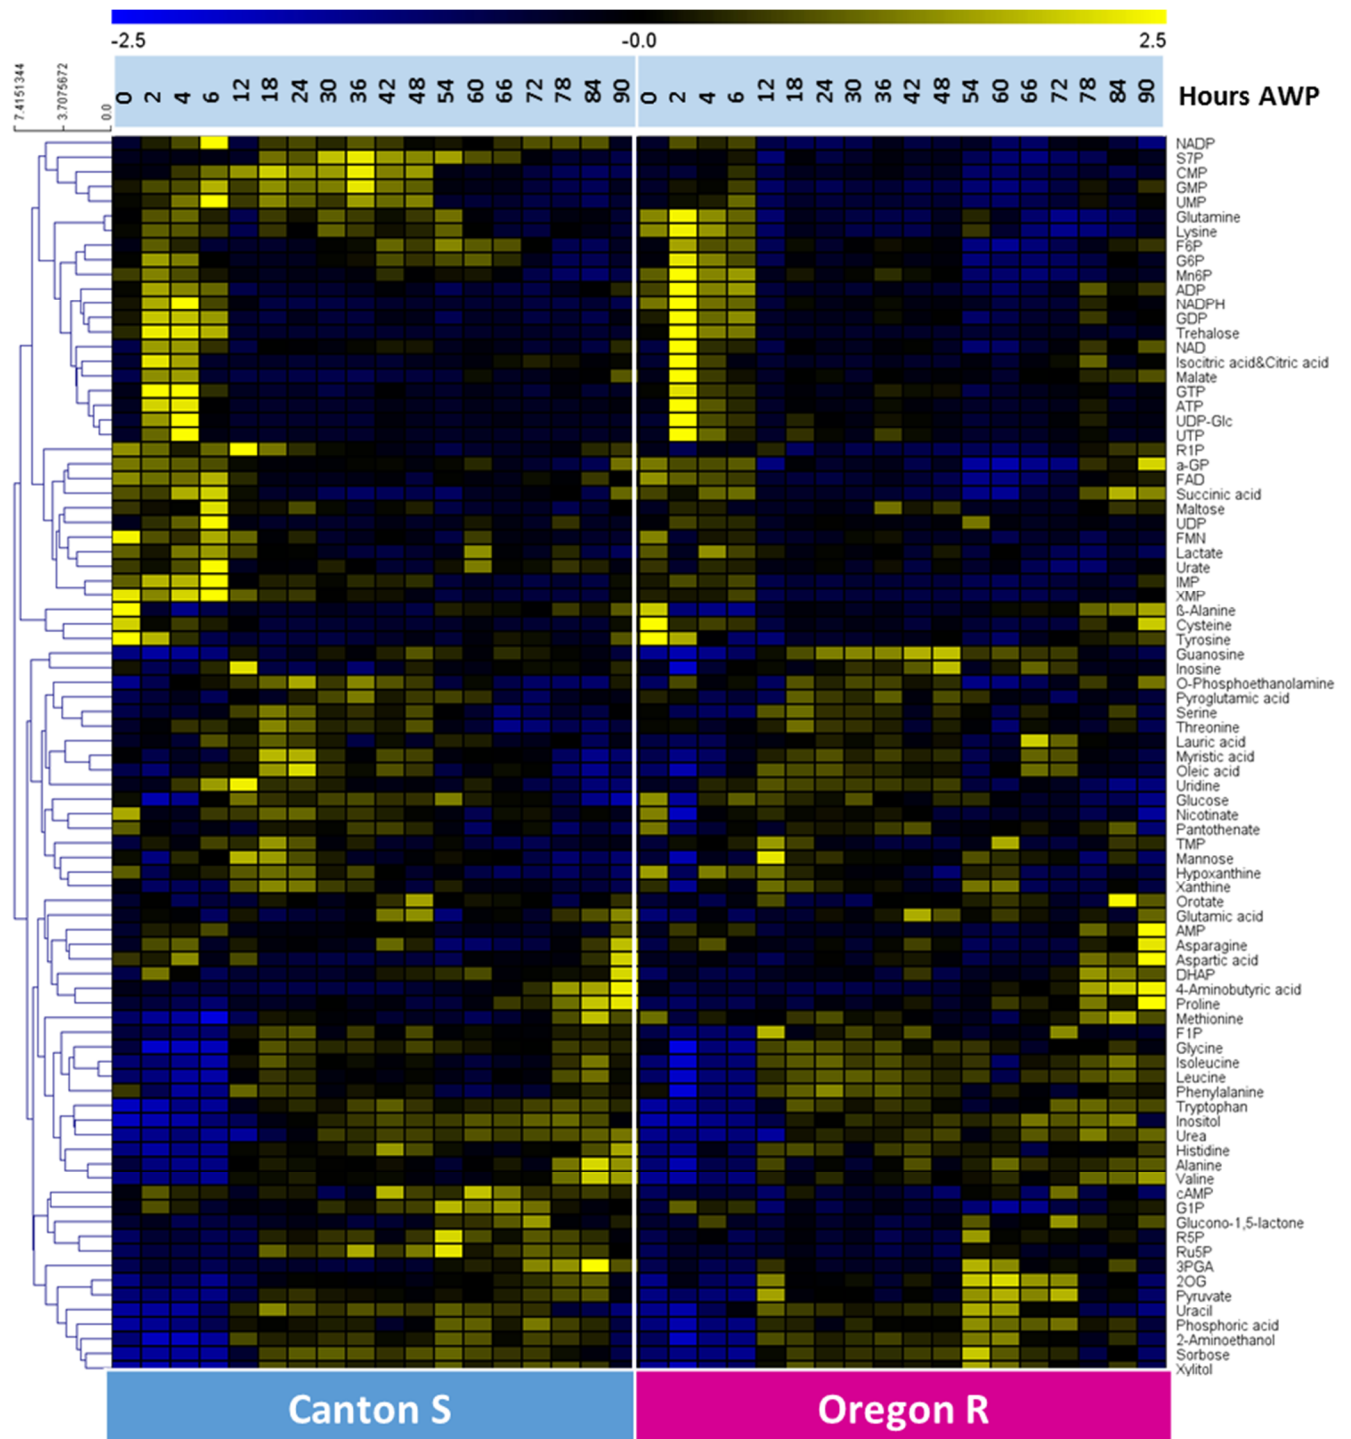 -2.5 -0.0 2.5
7.4151344 3.7075672 0.0
0 2 4 6 12 18 24 30 36 42 48 54 60 66 72 78 84 90 0 2 4 6 12 18 24 30 36 42 48 54 60 66 72 78 84 90 Hours AWP
NADP
S7P
CMP
GMP
UMP
Glutamine
Lysine
F6P
G6P
Mn6P
ADP
NADPH
GDP
Trehalose
NAD
Isocitric acid&Citric acid
Malate
GTP
ATP
UDP-Glc
UTP
R1P
a-GP
FAD
Succinic acid
Maltose
UDP
FMN
Lactate
Urate
IMP
XMP
ß-Alanine
Cysteine
Tyrosine
Guanosine
Inosine
O-Phosphoethanolamine
Pyroglutamic acid
Serine
Threonine
Lauric acid
Myristic acid
Oleic acid
Uridine
Glucose
Nicotinate
Pantothenate
TMP
Mannose
Hypoxanthine
Xanthine
Orotate
Glutamic acid
AMP
Asparagine
Aspartic acid
DHAP
4-Aminobutyric acid
Proline
Methionine
F1P
Glycine
Isoleucine
Leucine
Phenylalanine
Tryptophan
Inositol
Urea
Histidine
Alanine
Valine
cAMP
G1P
Glucono-1,5-lactone
R5P
Ru5P
3PGA
2OG
Pyruvate
Uracil
Phosphoric acid
2-Aminoethanol
Sorbose
Xylitol
Canton S Oregon R